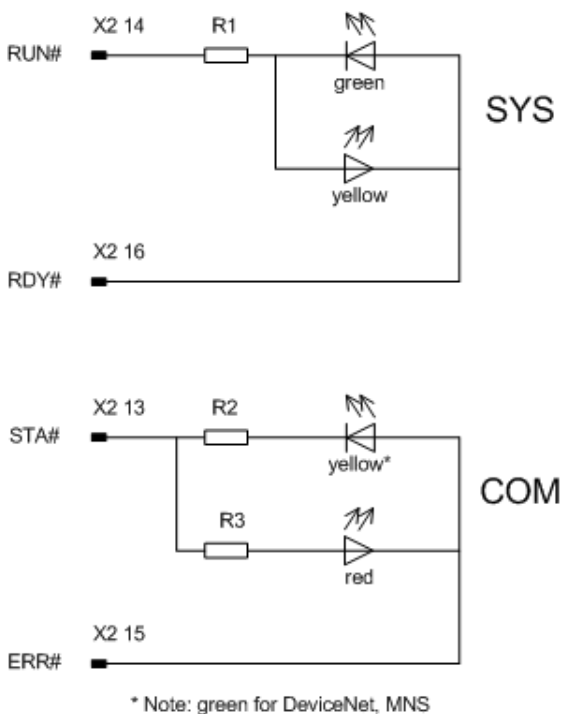 X2 14
R1
RUN#
green
SYS
yellow
X2 16
RDY#
X2 13
R2
STA#
yellow*
COM
R3
red
X2 15
ERR#
* Note: green for DeviceNet, MNS